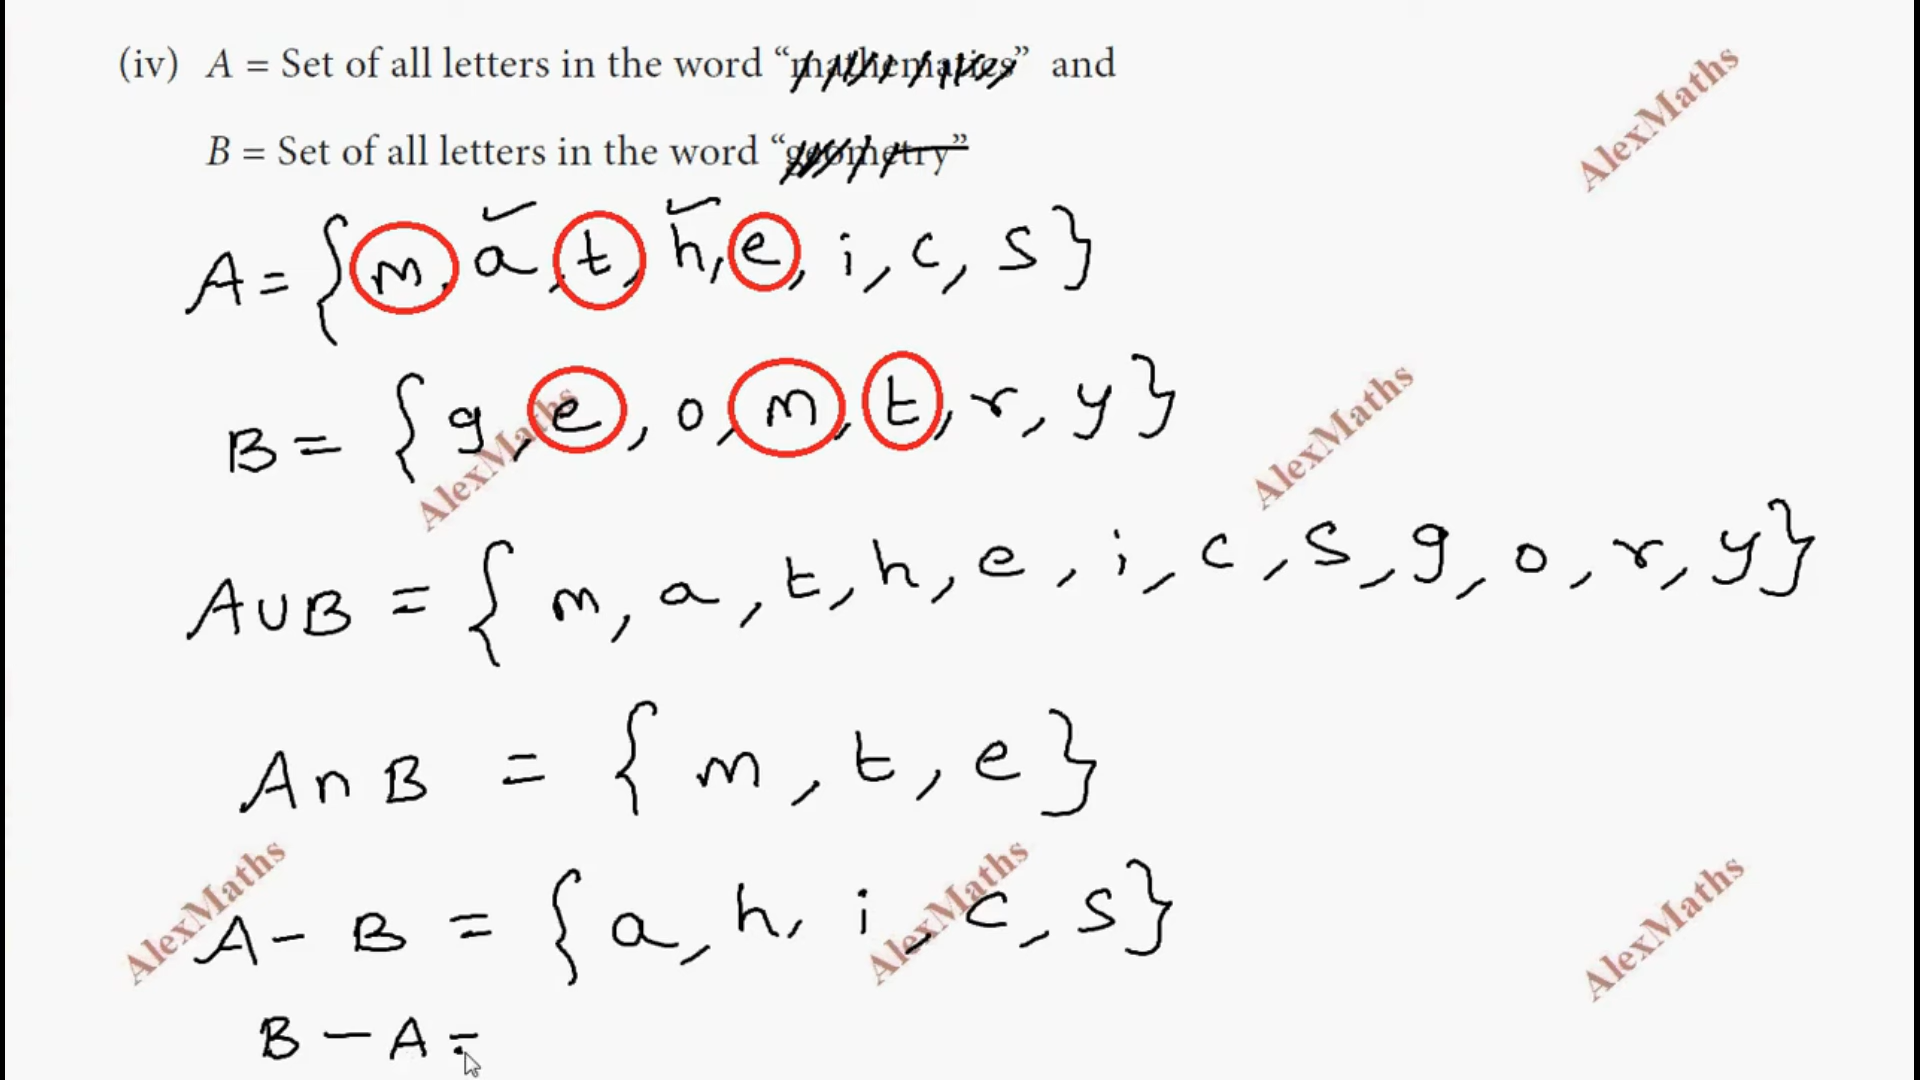 (iv) A = Set of all letters in the word “mathematics” and
B = Set of all letters in the word “geometry”
A = { m, a, t, h, e, i, c, s }
B = { g, e, o, m, t, r, y }
A∪B = { m, a, t, h, e, i, c, s, g, o, r, y }
A∩B = { m, t, e }
A - B = { a, h, i, c, s }
B - A =
AlexMaths
AlexMaths
AlexMaths
AlexMaths
AlexMaths
AlexMaths